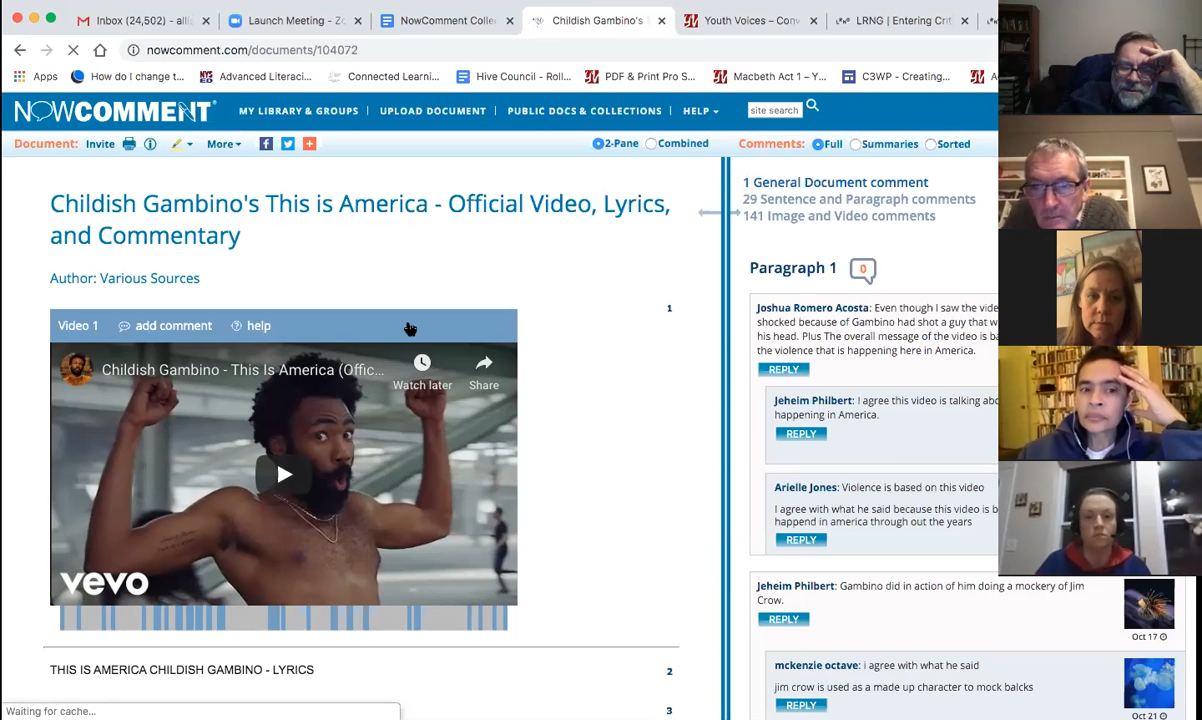 Inbox (24,502) - alli
Launch Meeting - Zo
NowComment Colle
Childish Gambino's T
Youth Voices – Conv
LRNG | Entering Crit
nowcomment.com/documents/104072
Apps
How do I change t...
Advanced Literaci...
Connected Learni...
Hive Council - Roll...
PDF & Print Pro S...
Macbeth Act 1 – Y...
C3WP - Creating...
NOWCOMMENT
MY LIBRARY & GROUPS
UPLOAD DOCUMENT
PUBLIC DOCS & COLLECTIONS
HELP
site search
Document: Invite
More
2-Pane
Combined
Comments:
Full
Summaries
Sorted
Childish Gambino's This is America - Official Video, Lyrics,
and Commentary
Author: Various Sources
1
Video 1
add comment
help
Childish Gambino - This Is America (Offic...
Watch later
Share
vevo
THIS IS AMERICA CHILDISH GAMBINO - LYRICS
2
3
Waiting for cache...
1 General Document comment
29 Sentence and Paragraph comments
141 Image and Video comments
Paragraph 1
0
Joshua Romero Acosta: Even though I saw the vide
shocked because of Gambino had shot a guy that w
his head. Plus The overall message of the video is ba
the violence that is happening here in America.
REPLY
Jeheim Philbert: I agree this video is talking abo
happening in America.
REPLY
Arielle Jones: Violence is based on this video
I agree with what he said because this video is b
happend in america through out the years
REPLY
Jeheim Philbert: Gambino did in action of him doing a mockery of Jim
Crow.
REPLY
Oct 17
mckenzie octave: i agree with what he said
jim crow is used as a made up character to mock balcks
REPLY
Oct 21